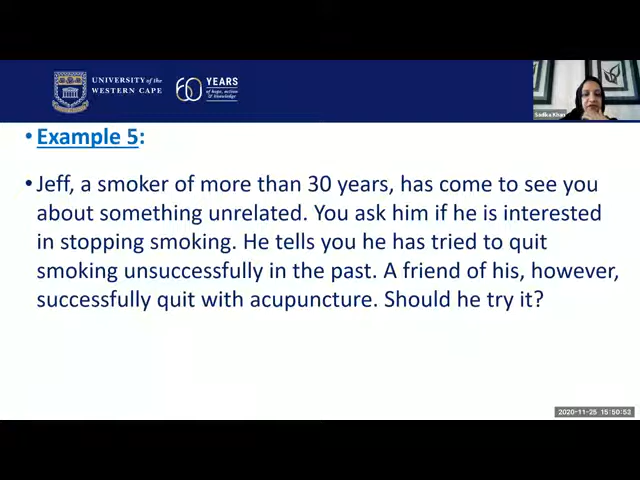 UNIVERSITY of the
WESTERN CAPE
60 YEARS
of hope, action
& knowledge
Sadika Khan
• Example 5:
• Jeff, a smoker of more than 30 years, has come to see you
about something unrelated. You ask him if he is interested
in stopping smoking. He tells you he has tried to quit
smoking unsuccessfully in the past. A friend of his, however,
successfully quit with acupuncture. Should he try it?
2020-11-25 15:50:52